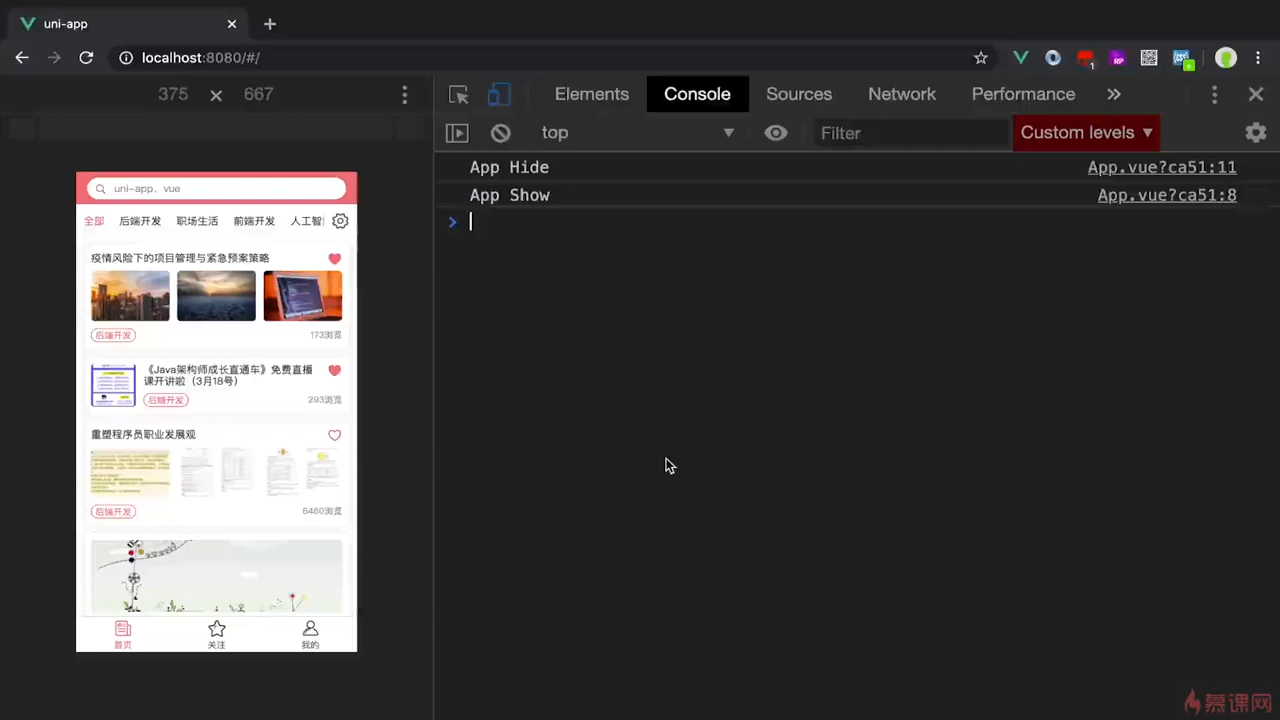 uni-app
localhost:8080/#/
1
RP
375 × 667
Elements
Console
Sources
Network
Performance
top
Filter
Custom levels ▼
App Hide App.vue?ca51:11
App Show App.vue?ca51:8
uni-app、vue
全部 后端开发 职场生活 前端开发 人工智
疫情风险下的项目管理与紧急预案策略
后端开发 173浏览
《Java架构师成长直通车》免费直播
课开讲啦（3月18号）
后端开发 293浏览
重塑程序员职业发展观
后端开发 6460浏览
首页 关注 我的
慕课网